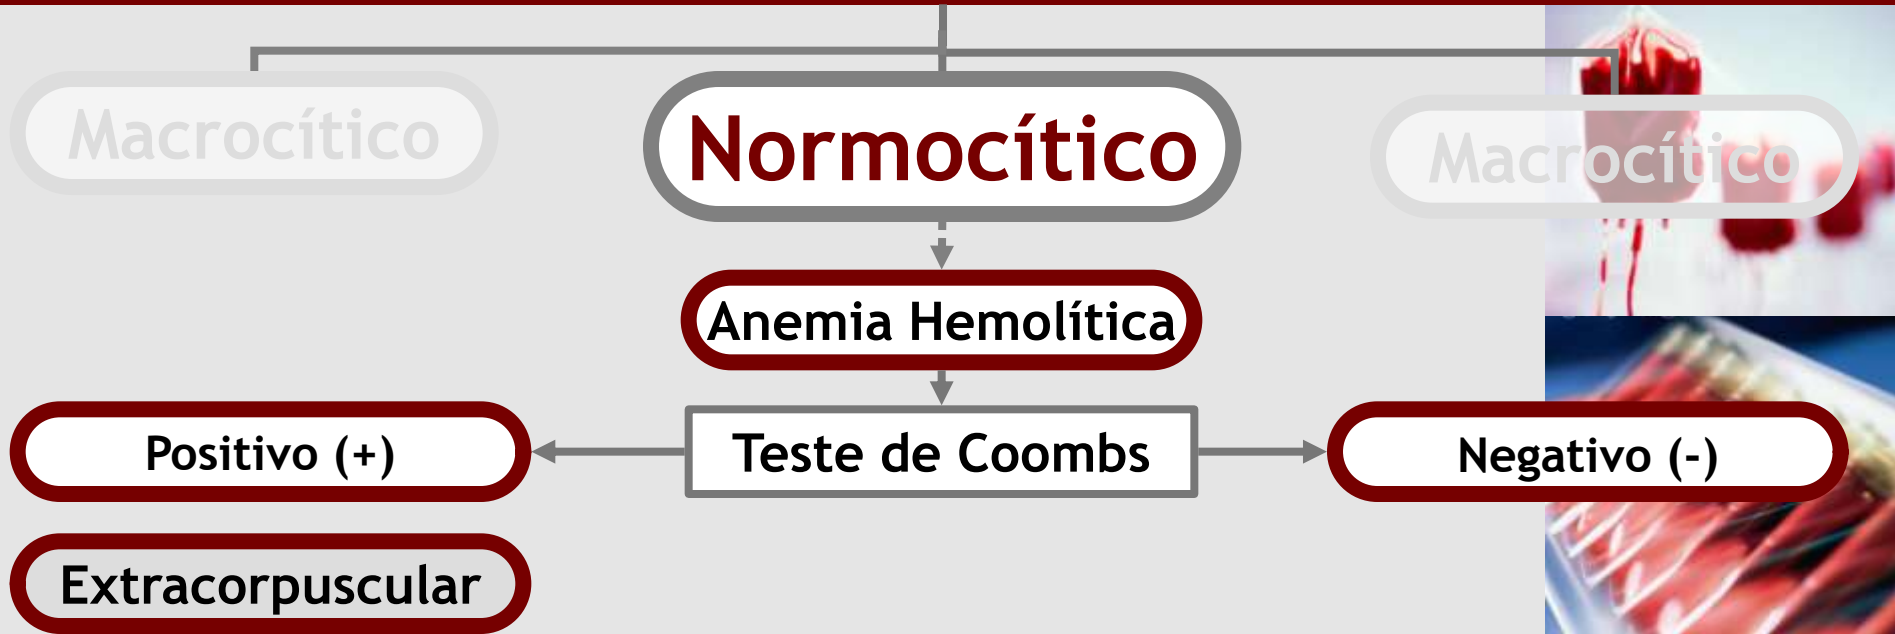 Macrocítico
Normocítico
Macrocítico
Anemia Hemolítica
Positivo (+)
Teste de Coombs
Negativo (-)
Extracorpuscular